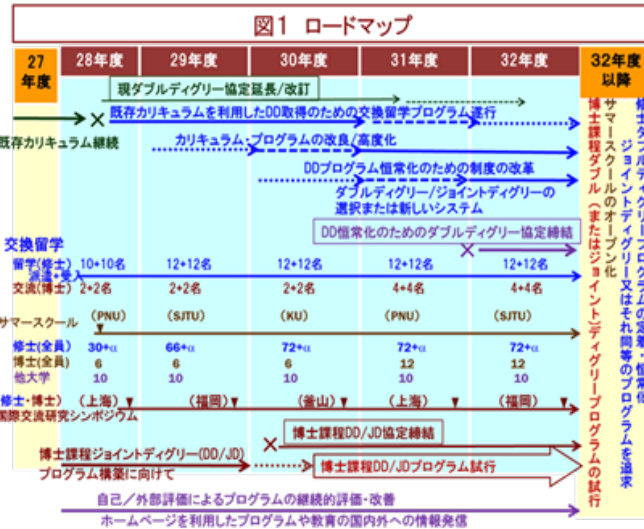 図1 ロードマップ
27年度
28年度
29年度
30年度
31年度
32年度
32年度以降
現ダブルディグリー協定延長/改訂
既存カリキュラムを利用したDD取得のための交換留学プログラム遂行
既存カリキュラム継続
カリキュラム・プログラムの改良/高度化
DDプログラム恒常化のための制度の改革
ダブルディグリー/ジョイントディグリーの
選択または新しいシステム
DD恒常化のためのダブルディグリー協定締結
交換留学
留学(修士) 10+10名 12+12名 12+12名 12+12名 12+12名
派遣+受入
交流(博士) 2+2名 2+2名 2+2名 4+4名 4+4名
サマースクール (PNU) (SJTU) (KU) (PNU) (SJTU)
修士(全員) 30+α 66+α 72+α 72+α 72+α
博士(全員) 6 6 6 12 12
他大学 10 10 10 10 10
修士・博士) (上海) (福岡) (釜山) (上海) (福岡)
国際交流研究シンポジウム
博士課程DD/JD協定締結
博士課程ジョイントディグリー(DD/JD)
プログラム構築に向けて
博士課程DD/JDプログラム試行
自己/外部評価によるプログラムの継続的評価・改善
ホームページを利用したプログラムや教育の国内外への情報発信
修士ダブルディグリープログラムの定着・恒常化
ジョイントディグリー又はそれ同等のプログラムを追求
サマースクールのオープン化
博士課程ダブル(またはジョイント)ディグリープログラムの試行